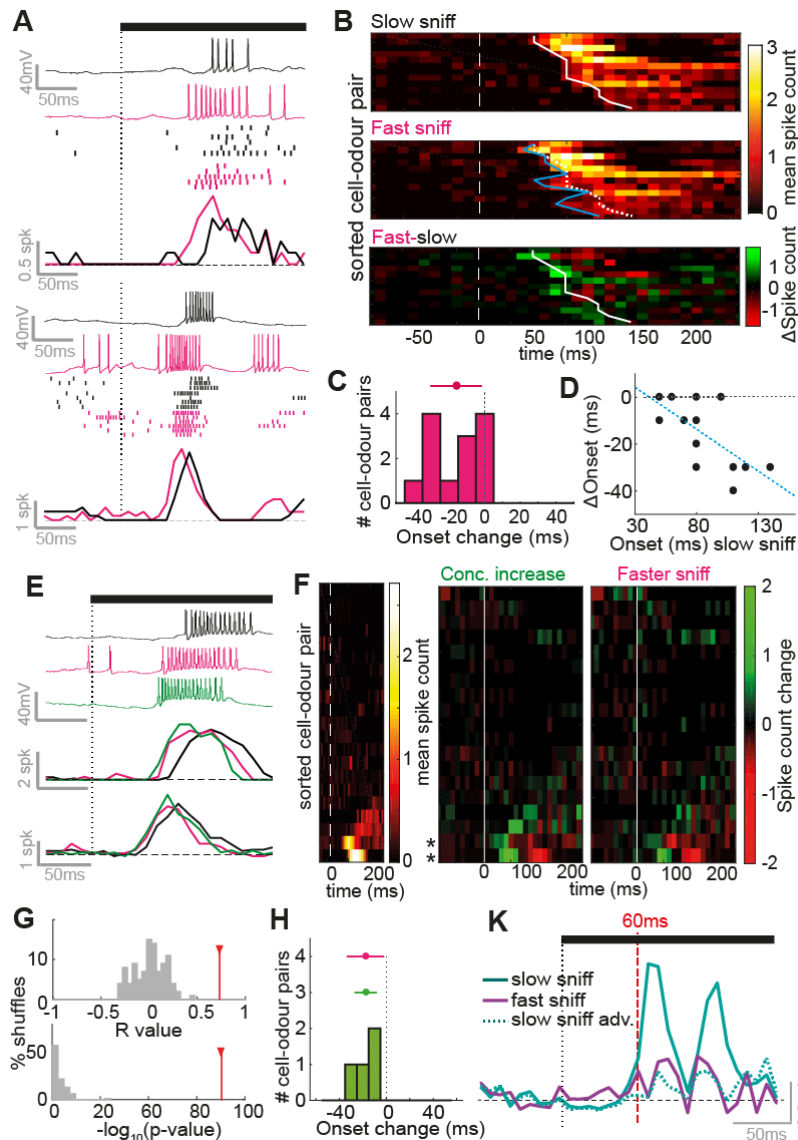 A
40mV
50ms
0.5 spk
50ms
40mV
50ms
1 spk
50ms
B
Slow sniff
Fast sniff
Fast-slow
sorted cell-odour pair
3
2
1
0
mean spike count
1
0
-1
ΔSpike count
-50 0 50 100 150 200
time (ms)
C
# cell-odour pairs
4
2
0
-40 -20 0 20 40
Onset change (ms)
D
ΔOnset (ms)
0
-20
-40
30 80 140
Onset (ms) slow sniff
E
40mV
2 spk
1 spk
50ms
F
sorted cell-odour pair
0 200
time (ms)
2
1
0
mean spike count
Conc. increase
Faster sniff
*
*
0 100 200
time (ms)
0 100 200
time (ms)
2
1
0
-1
-2
Spike count change
G
% shuffles
10
0
-1 -0.5 0 0.5 1
R value
50
0
0 20 40 60 80 100
-log10(p-value)
H
# cell-odour pairs
4
3
2
1
0
-40 0 40
Onset change (ms)
K
60ms
slow sniff
fast sniff
slow sniff adv.
50ms